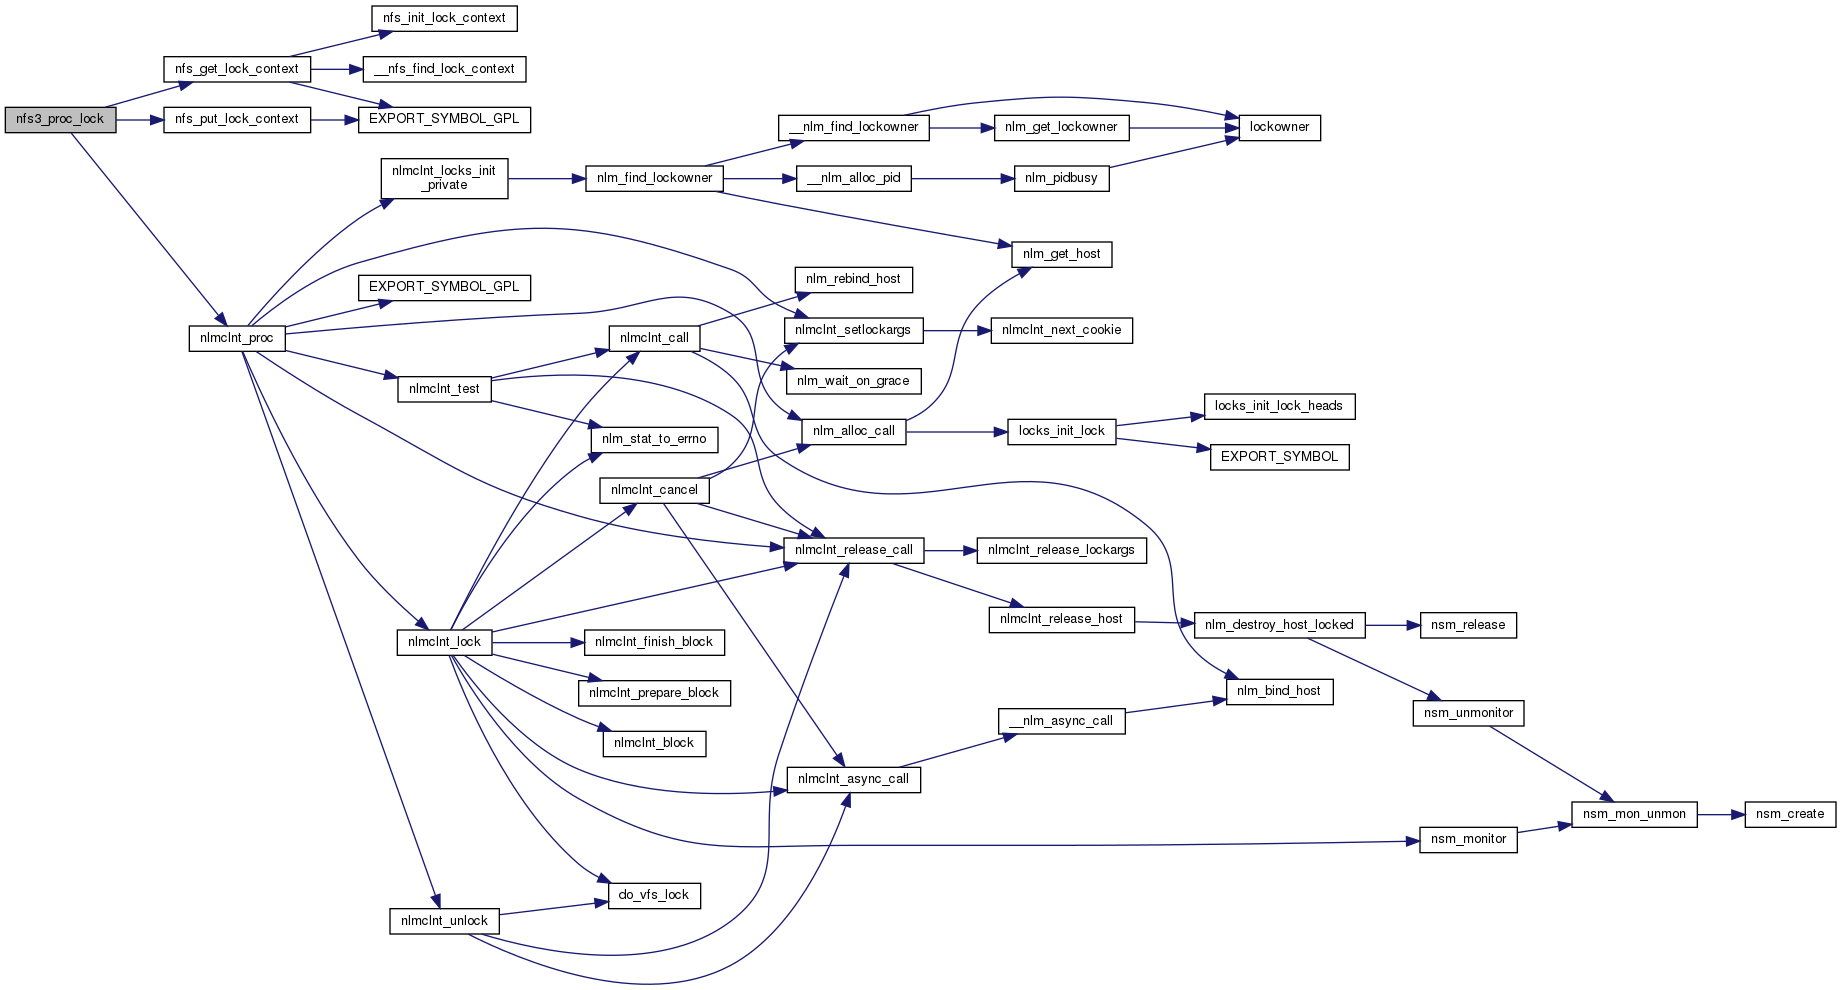 nfs_init_lock_context
nfs_get_lock_context
__nfs_find_lock_context
nfs3_proc_lock
nfs_put_lock_context
EXPORT_SYMBOL_GPL
__nlm_find_lockowner
nlm_get_lockowner
lockowner
nlmclnt_locks_init
_private
nlm_find_lockowner
__nlm_alloc_pid
nlm_pidbusy
nlm_get_host
EXPORT_SYMBOL_GPL
nlm_rebind_host
nlmclnt_proc
nlmclnt_call
nlmclnt_setlockargs
nlmclnt_next_cookie
nlmclnt_test
nlm_wait_on_grace
locks_init_lock_heads
nlm_stat_to_errno
nlm_alloc_call
locks_init_lock
EXPORT_SYMBOL
nlmclnt_cancel
nlmclnt_release_call
nlmclnt_release_lockargs
nlmclnt_release_host
nlm_destroy_host_locked
nsm_release
nlmclnt_lock
nlmclnt_finish_block
nlmclnt_prepare_block
nlm_bind_host
nsm_unmonitor
__nlm_async_call
nlmclnt_block
nlmclnt_async_call
nsm_mon_unmon
nsm_create
nsm_monitor
do_vfs_lock
nlmclnt_unlock